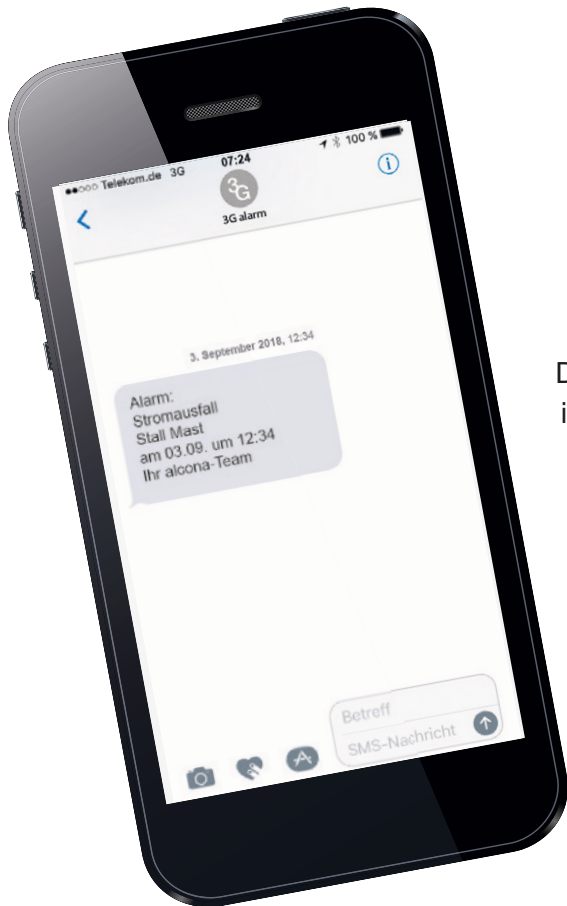 Telekom.de 3G 07:24 100 %
3G
3G alarm
3. September 2018, 12:34
Alarm:
Stromausfall
Stall Mast
am 03.09. um 12:34
Ihr alcona-Team
Betreff
SMS-Nachricht
D
i